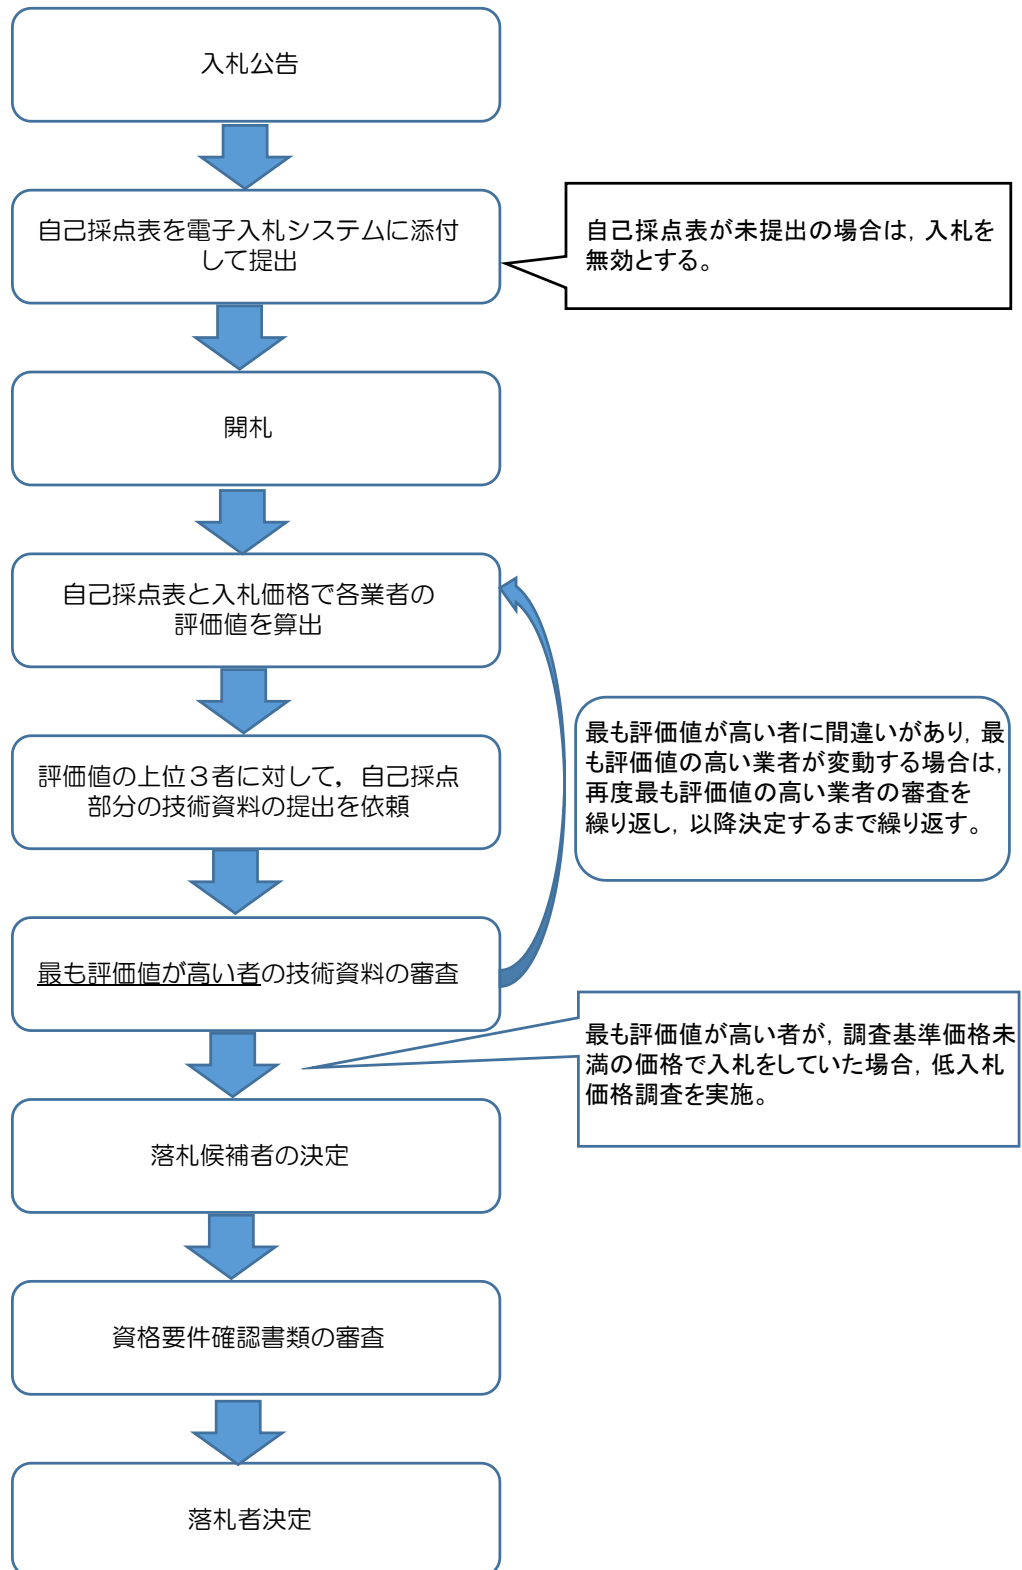 入札公告
自己採点表を電子入札システムに添付
して提出
自己採点表が未提出の場合は，入札を
無効とする。
開札
自己採点表と入札価格で各業者の
評価値を算出
評価値の上位３者に対して，自己採点
部分の技術資料の提出を依頼
最も評価値が高い者に間違いがあり，最
も評価値の高い業者が変動する場合は，
再度最も評価値の高い業者の審査を
繰り返し，以降決定するまで繰り返す。
最も評価値が高い者の技術資料の審査
最も評価値が高い者が，調査基準価格未
満の価格で入札をしていた場合，低入札
価格調査を実施。
落札候補者の決定
資格要件確認書類の審査
落札者決定